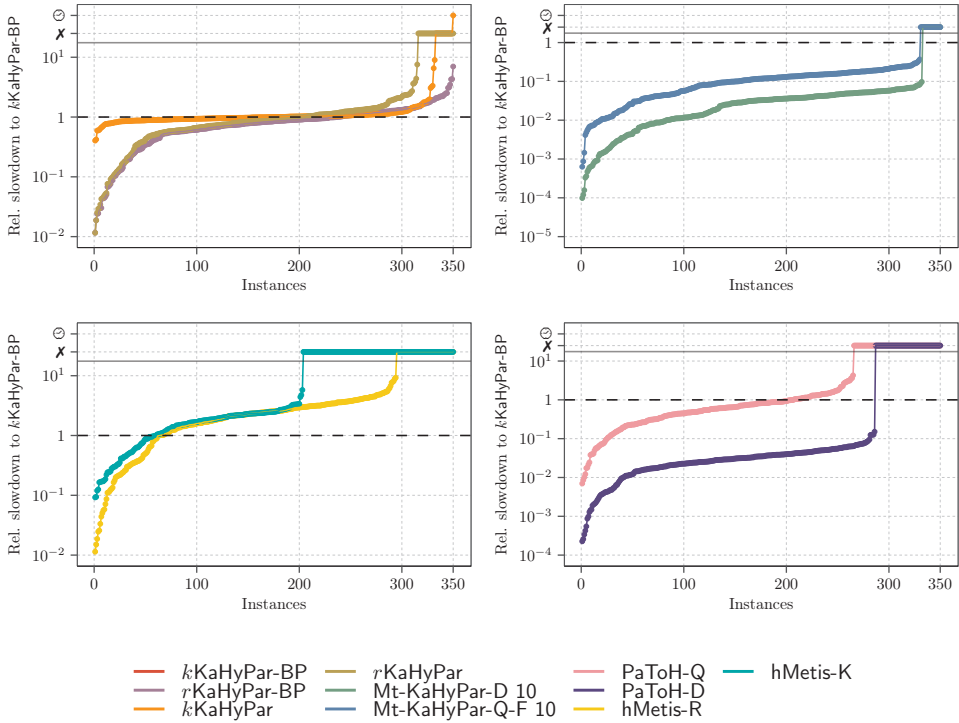 Rel. slowdown to kKaHyPar-BP
✗
10¹
1
10⁻¹
10⁻²
0 100 200 300 350
Instances
Rel. slowdown to kKaHyPar-BP
✗
1
10⁻¹
10⁻²
10⁻³
10⁻⁴
10⁻⁵
0 100 200 300 350
Instances
Rel. slowdown to kKaHyPar-BP
✗
10¹
1
10⁻¹
10⁻²
0 100 200 300 350
Instances
Rel. slowdown to kKaHyPar-BP
✗
10¹
1
10⁻¹
10⁻²
10⁻³
10⁻⁴
0 100 200 300 350
Instances
kKaHyPar-BP rKaHyPar PaToH-Q hMetis-K
rKaHyPar-BP Mt-KaHyPar-D 10 PaToH-D
kKaHyPar Mt-KaHyPar-Q-F 10 hMetis-R